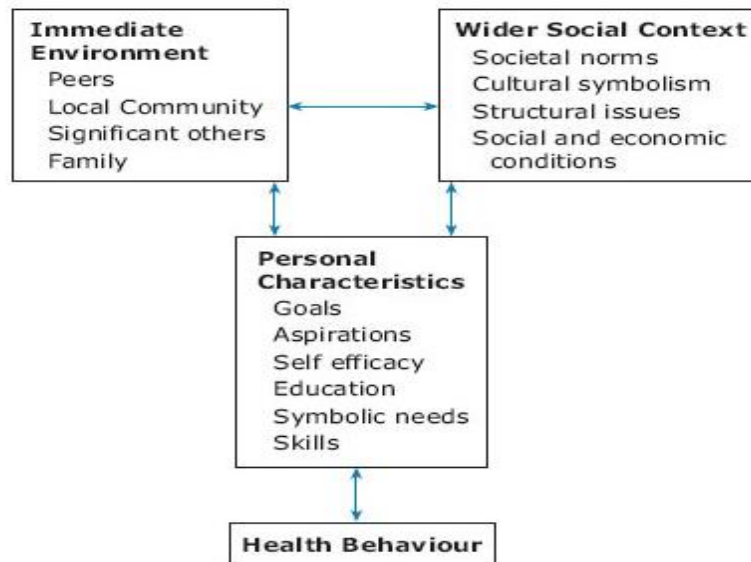 Immediate
Environment
Peers
Local Community
Significant others
Family
Wider Social Context
Societal norms
Cultural symbolism
Structural issues
Social and economic
conditions
Personal
Characteristics
Goals
Aspirations
Self efficacy
Education
Symbolic needs
Skills
Health Behaviour